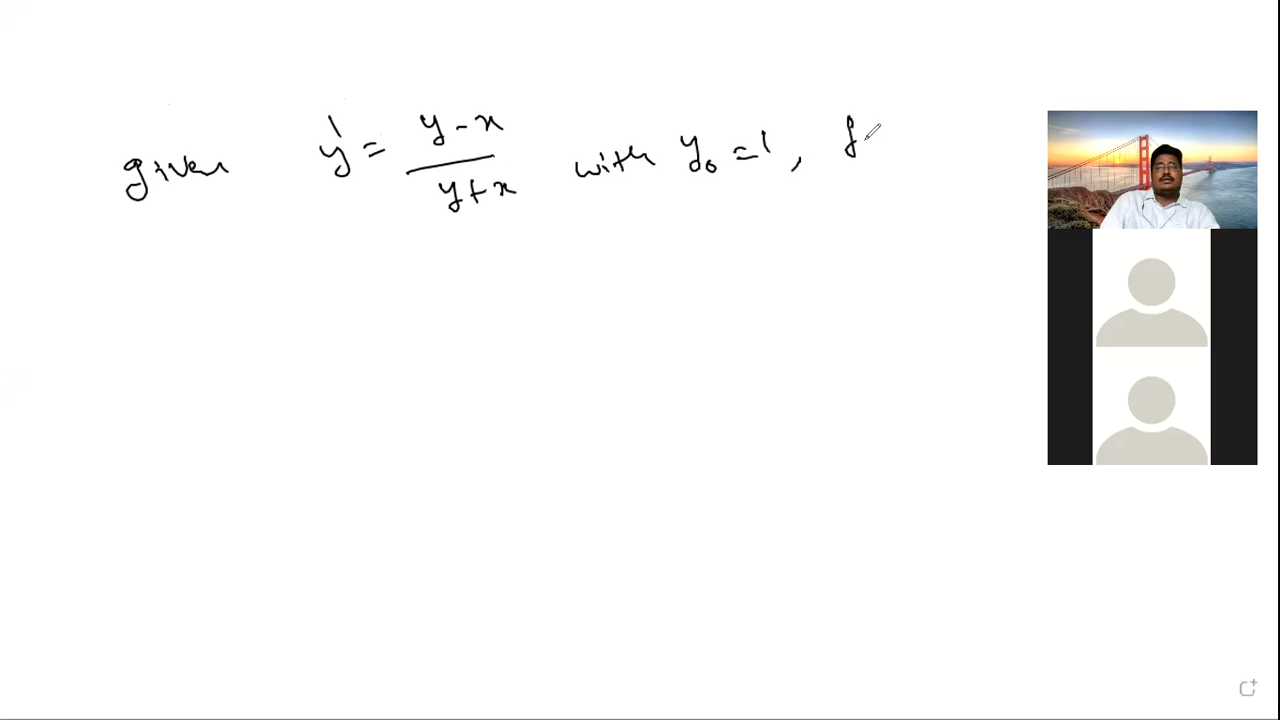 given y' = y-x / y+x with y₀ = 1, f